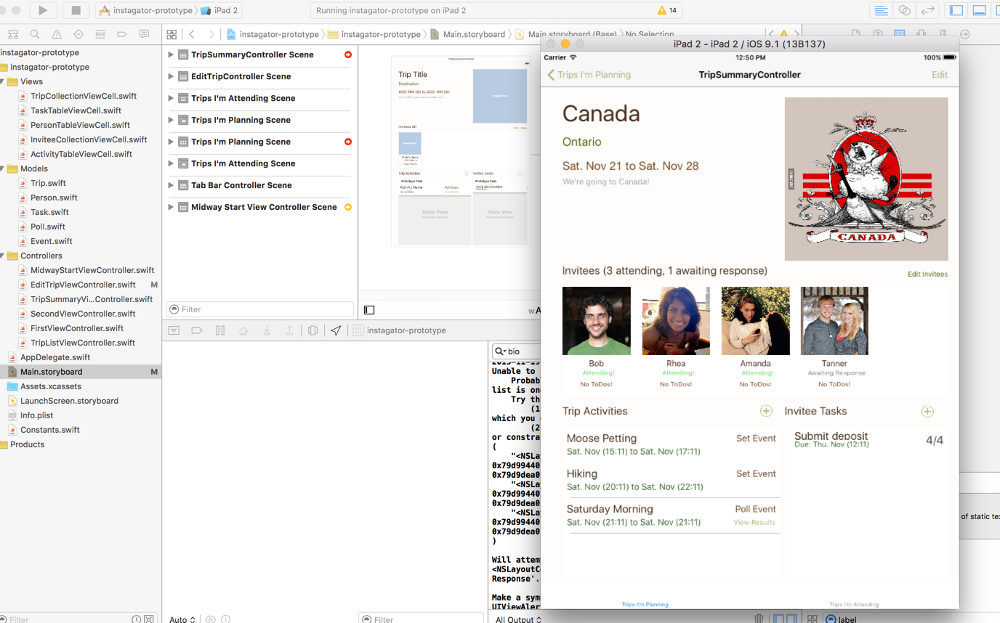 instagator-prototype
iPad 2
Running instagator-prototype on iPad 2
14
instagator-prototype
instagator-prototype
Main.storyboard
Main.storyboard (Base)
No Selection
instagator-prototype
instagator-prototype
Views
TripCollectionViewCell.swift
TaskTableViewCell.swift
PersonTableViewCell.swift
InviteeCollectionViewCell.swift
ActivityTableViewCell.swift
Models
Trip.swift
Person.swift
Task.swift
Poll.swift
Event.swift
Controllers
MidwayStartViewController.swift
EditTripViewController.swift M
TripSummaryVi...Controller.swift
SecondViewController.swift
FirstViewController.swift
TripListViewController.swift
AppDelegate.swift
Main.storyboard M
Assets.xcassets
LaunchScreen.storyboard
Info.plist
Constants.swift
Products
Filter
TripSummaryController Scene
EditTripController Scene
Trips I'm Attending Scene
Trips I'm Planning Scene
Trips I'm Planning Scene
Trips I'm Attending Scene
Tab Bar Controller Scene
Midway Start View Controller Scene
Filter
TripSummaryController
Trip Title
Destination
DDD MM DD to DDD, MM DD
Image View
Invitees (#)
Image View
Trip Activities
Invitee Tasks
Prototype Cells
Prototype Cells
Activity Name
Task description
Table View
Prototype Content
Table View
Prototype Content
w A
instagator-prototype
bio
Unable to
Probab
list is on
Try th
(1
which you
(2
or constra
(
"<NSLay
0x79d99440
0x79d9dea0
"<NSLa
0x79d99440
0x79d9dea0
"<NSLa
0x79d99440
0x79d9dea0
)
Will attem
<NSLayoutC
Response'.
Make a sym
UIViewAler
Auto
Filter
All Output
iPad 2 - iPad 2 / iOS 9.1 (13B137)
Carrier 12:50 PM 100%
Trips I'm Planning
TripSummaryController
Edit
Canada
Ontario
Sat. Nov 21 to Sat. Nov 28
We're going to Canada!
CANADA
Invitees (3 attending, 1 awaiting response)
Edit Invitees
Bob
Attending!
No ToDos!
Rhea
Attending!
No ToDos!
Amanda
Attending!
No ToDos!
Tanner
Awaiting Response
No ToDos!
Trip Activities
Moose Petting
Set Event
Sat. Nov (15:11) to Sat. Nov (17:11)
Hiking
Set Event
Sat. Nov (20:11) to Sat. Nov (22:11)
Saturday Morning
Poll Event
Sat. Nov (21:11) to Sat. Nov (21:11)
View Results
Invitee Tasks
Submit deposit
Due: Thu. Nov (12:11)
4/4
Trips I'm Planning
Trips I'm Attending
of static te
label